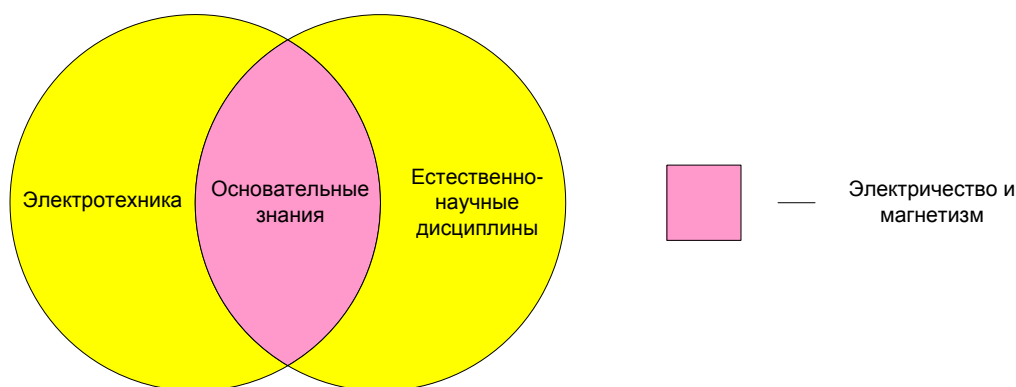 Электротехника
Основательные
знания
Естественно-
научные
дисциплины
Электричество и
магнетизм